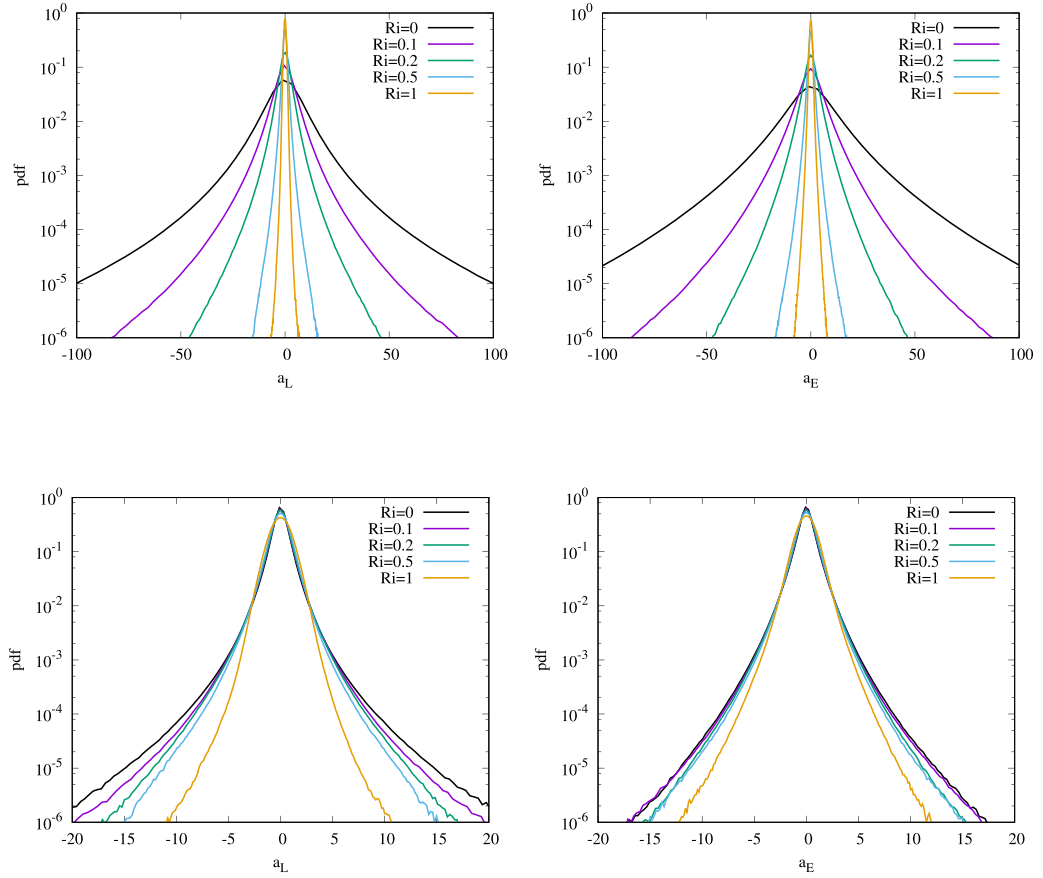 10^0
10^-1
10^-2
10^-3
10^-4
10^-5
10^-6
pdf
-100
-50
0
50
100
a_L
Ri=0
Ri=0.1
Ri=0.2
Ri=0.5
Ri=1
10^0
10^-1
10^-2
10^-3
10^-4
10^-5
10^-6
pdf
-100
-50
0
50
100
a_E
Ri=0
Ri=0.1
Ri=0.2
Ri=0.5
Ri=1
10^0
10^-1
10^-2
10^-3
10^-4
10^-5
10^-6
pdf
-20
-15
-10
-5
0
5
10
15
20
a_L
Ri=0
Ri=0.1
Ri=0.2
Ri=0.5
Ri=1
10^0
10^-1
10^-2
10^-3
10^-4
10^-5
10^-6
pdf
-20
-15
-10
-5
0
5
10
15
20
a_E
Ri=0
Ri=0.1
Ri=0.2
Ri=0.5
Ri=1